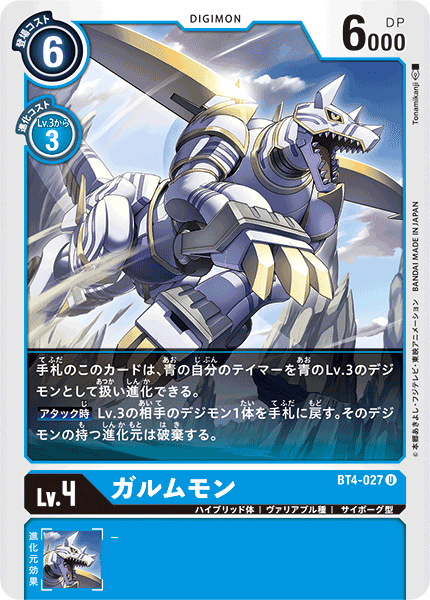 登場コスト
6
DIGIMON
6000
DP
進化コスト
Lv.3から
3
Tonamikanji
© 本郷あきよし・フジテレビ・東映アニメーション BANDAI MADE IN JAPAN
手札のこのカードは、青の自分のテイマーを青のLv.3のデジ
モンとして扱い進化できる。
アタック時 Lv.3の相手のデジモン1体を手札に戻す。そのデジ
モンの持つ進化元は破棄する。
BT4-027 U
Lv.4
ガルムモン
ハイブリッド体 | ヴァリアブル種 | サイボーグ型
進化元効果
－